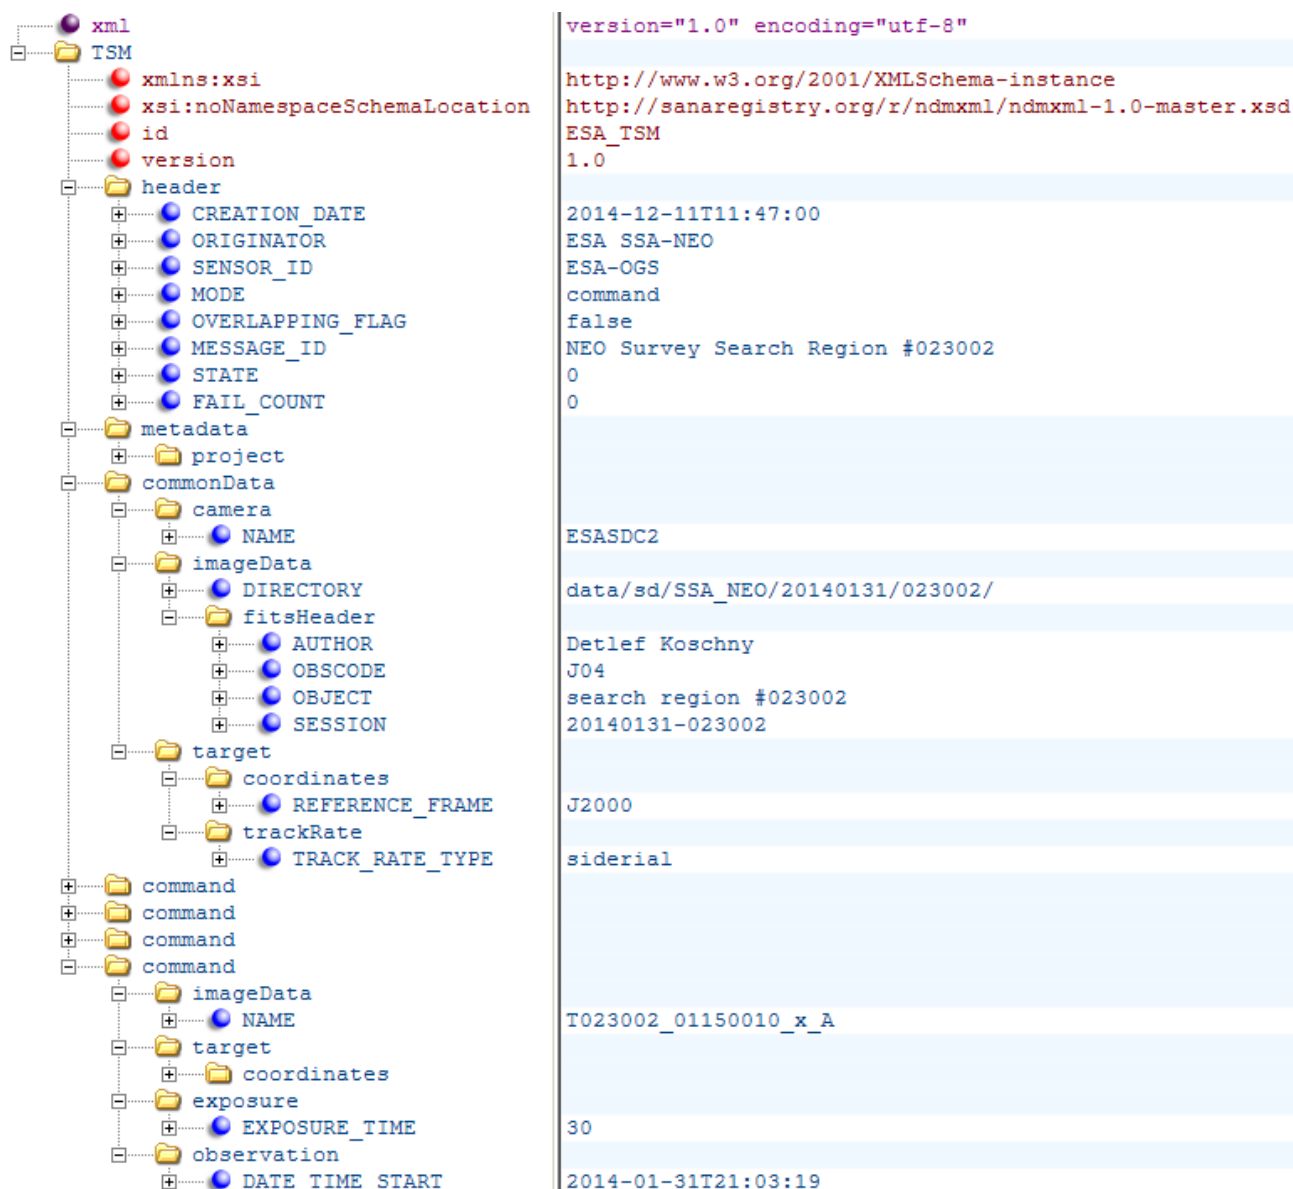 xml version="1.0" encoding="utf-8"
TSM
xmlns:xsi http://www.w3.org/2001/XMLSchema-instance
xsi:noNamespaceSchemaLocation http://sanaregistry.org/r/ndmxml/ndmxml-1.0-master.xsd
id ESA_TSM
version 1.0
header
CREATION_DATE 2014-12-11T11:47:00
ORIGINATOR ESA SSA-NEO
SENSOR_ID ESA-OGS
MODE command
OVERLAPPING_FLAG false
MESSAGE_ID NEO Survey Search Region #023002
STATE 0
FAIL_COUNT 0
metadata
project
commonData
camera
NAME ESASDC2
imageData
DIRECTORY data/sd/SSA_NEO/20140131/023002/
fitsHeader
AUTHOR Detlef Koschny
OBSCODE J04
OBJECT search region #023002
SESSION 20140131-023002
target
coordinates
REFERENCE_FRAME J2000
trackRate
TRACK_RATE_TYPE siderial
command
command
command
command
imageData
NAME T023002_01150010_x_A
target
coordinates
exposure
EXPOSURE_TIME 30
observation
DATE_TIME_START 2014-01-31T21:03:19